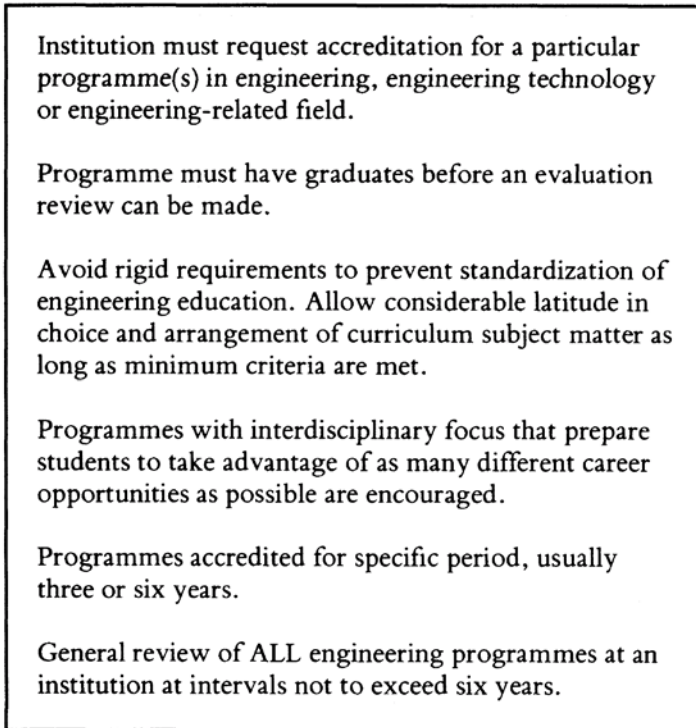 Institution must request accreditation for a particular
programme(s) in engineering, engineering technology
or engineering-related field.
Programme must have graduates before an evaluation
review can be made.
Avoid rigid requirements to prevent standardization of
engineering education. Allow considerable latitude in
choice and arrangement of curriculum subject matter as
long as minimum criteria are met.
Programmes with interdisciplinary focus that prepare
students to take advantage of as many different career
opportunities as possible are encouraged.
Programmes accredited for specific period, usually
three or six years.
General review of ALL engineering programmes at an
institution at intervals not to exceed six years.